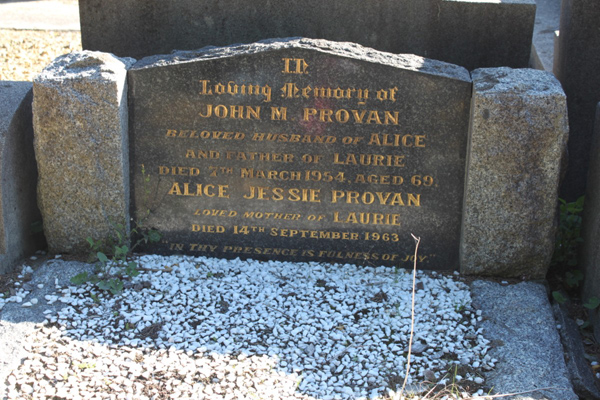 In
Loving Memory of
JOHN M. PROVAN
BELOVED HUSBAND OF ALICE
AND FATHER OF LAURIE
DIED 7TH MARCH 1954, AGED 69.
ALICE JESSIE PROVAN
LOVED MOTHER OF LAURIE
DIED 14TH SEPTEMBER 1963
"IN THY PRESENCE IS FULNESS OF JOY."